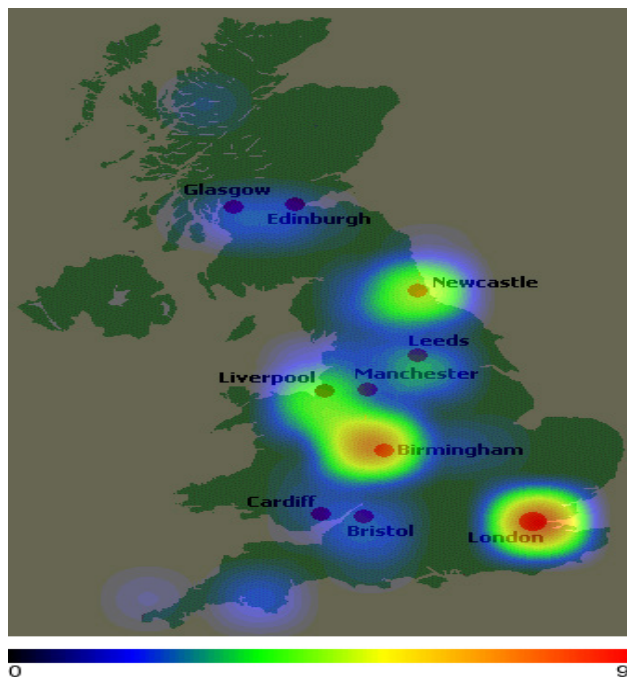 Glasgow
Edinburgh
Newcastle
Leeds
Manchester
Liverpool
Birmingham
Cardiff
Bristol
London
0 9